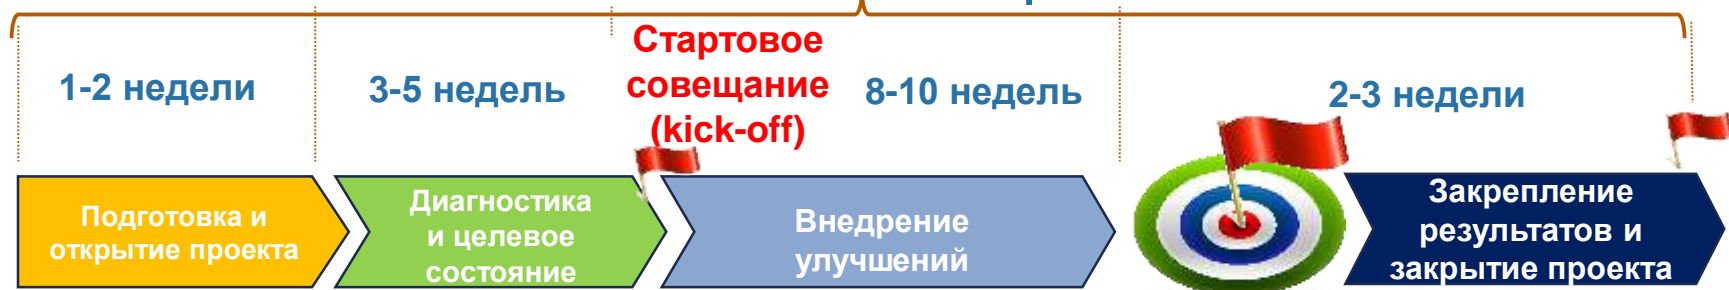 1-2 недели
3-5 недель
Стартовое
совещание
(kick-off)
8-10 недель
2-3 недели
Подготовка и
открытие проекта
Диагностика
и целевое
состояние
Внедрение
улучшений
Закрепление
результатов и
закрытие проекта